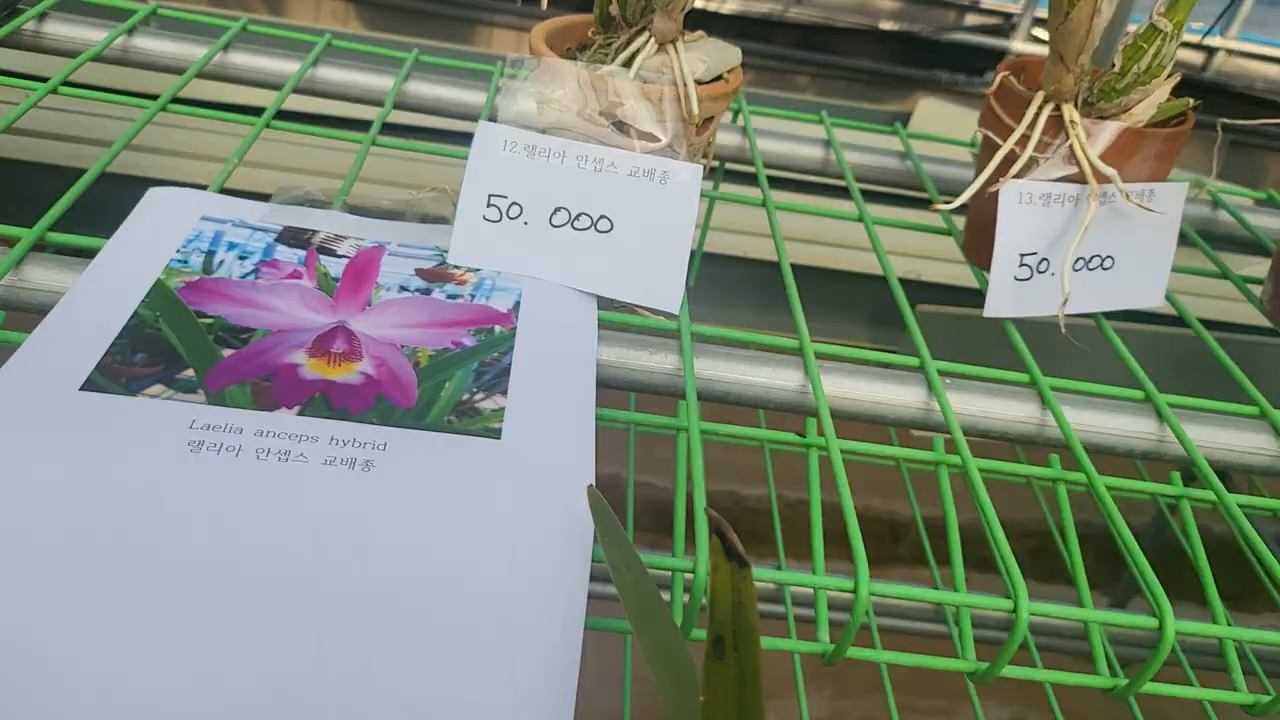 12.랠리아 안셉스 교배종
50. 000
13.랠리아
50. 000
Laelia anceps hybrid
랠리아 안셉스 교배종